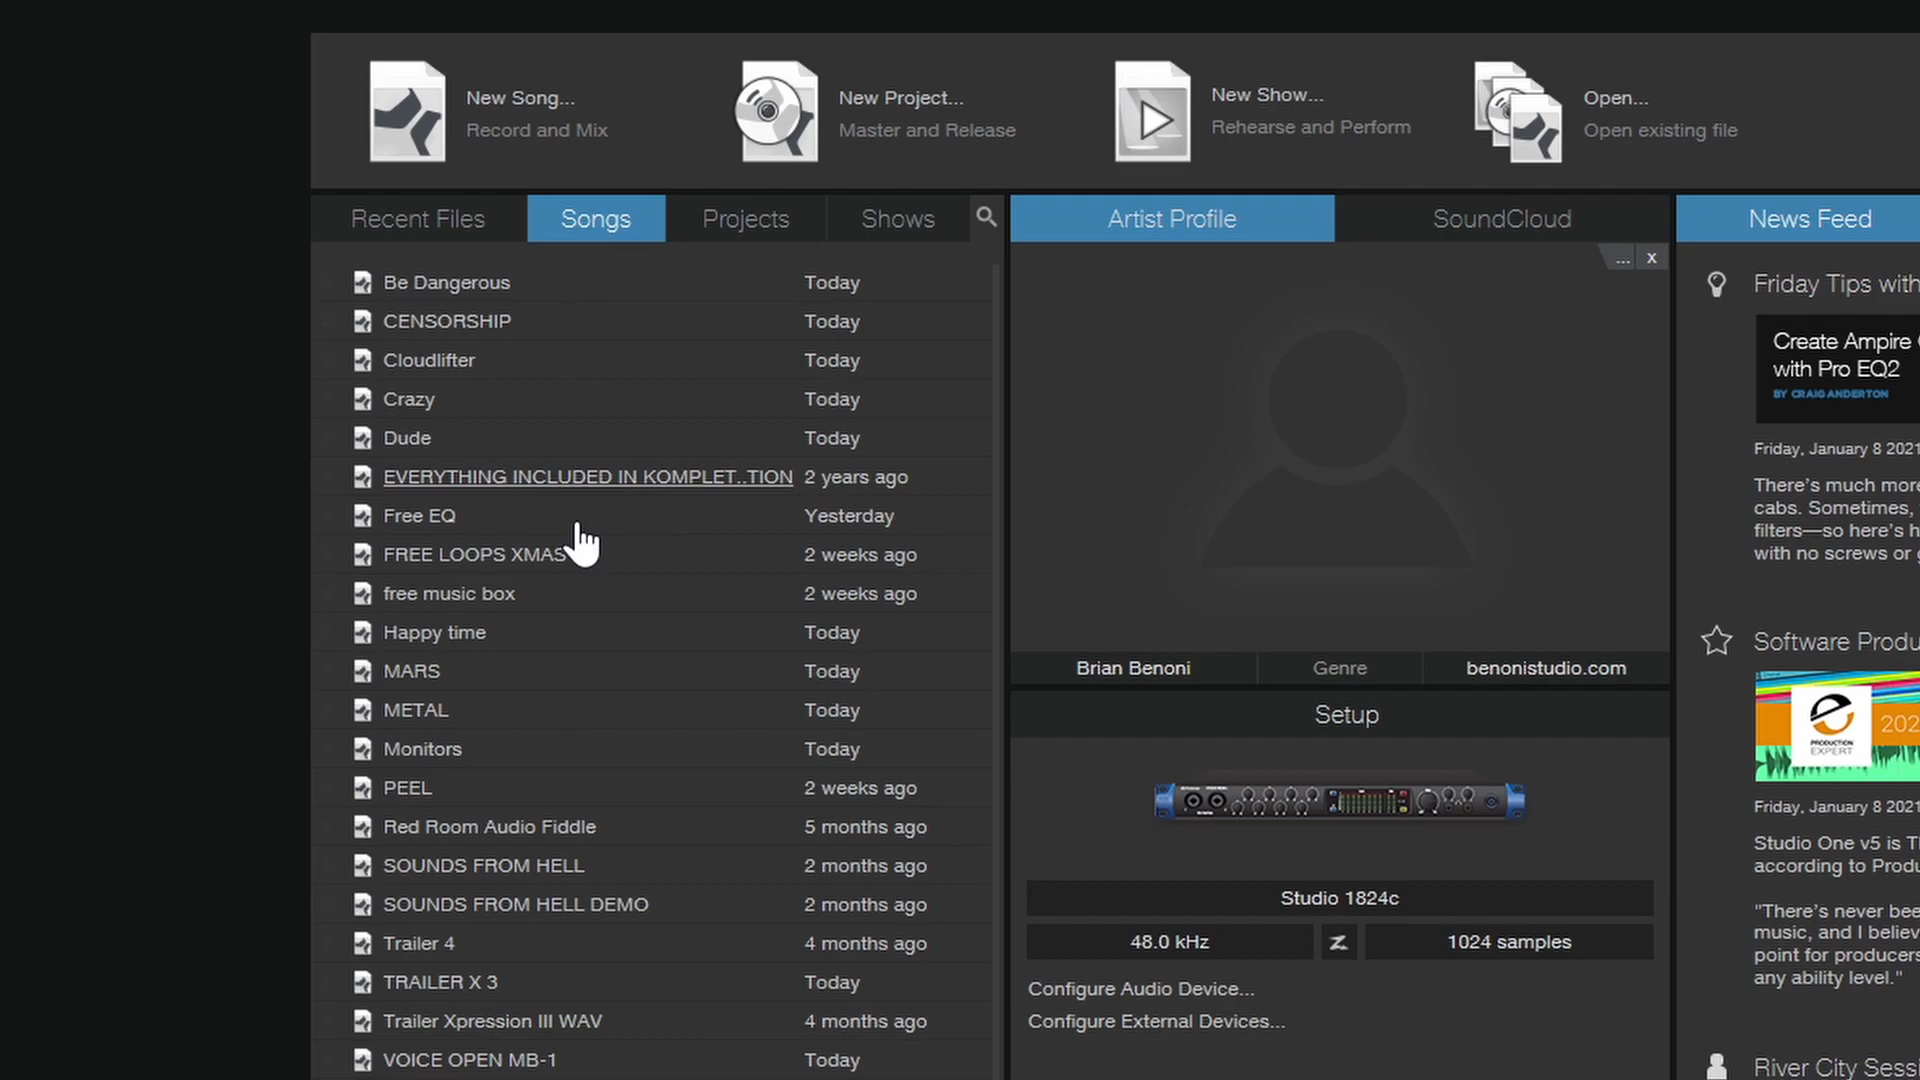 New Song...
Record and Mix
New Project...
Master and Release
New Show...
Rehearse and Perform
Open...
Open existing file
Recent Files
Songs
Projects
Shows
Be Dangerous Today
CENSORSHIP Today
Cloudlifter Today
Crazy Today
Dude Today
EVERYTHING INCLUDED IN KOMPLET..TION 2 years ago
Free EQ Yesterday
FREE LOOPS XMAS 2 weeks ago
free music box 2 weeks ago
Happy time Today
MARS Today
METAL Today
Monitors Today
PEEL 2 weeks ago
Red Room Audio Fiddle 5 months ago
SOUNDS FROM HELL 2 months ago
SOUNDS FROM HELL DEMO 2 months ago
Trailer 4 4 months ago
TRAILER X 3 Today
Trailer Xpression III WAV 4 months ago
VOICE OPEN MB-1 Today
Artist Profile
SoundCloud
... x
Brian Benoni
Genre
benonistudio.com
Setup
Studio 1824c
48.0 kHz
1024 samples
Configure Audio Device...
Configure External Devices...
News Feed
Friday Tips with
Create Ampire
with Pro EQ2
BY CRAIG ANDERTON
Friday, January 8 2021
There's much more
cabs. Sometimes,
filters—so here's h
with no screws or
Software Produ
PRODUCTION
EXPERT
202
Friday, January 8 2021
Studio One v5 is T
according to Produ
"There's never bee
music, and I believ
point for producers
any ability level."
River City Sess